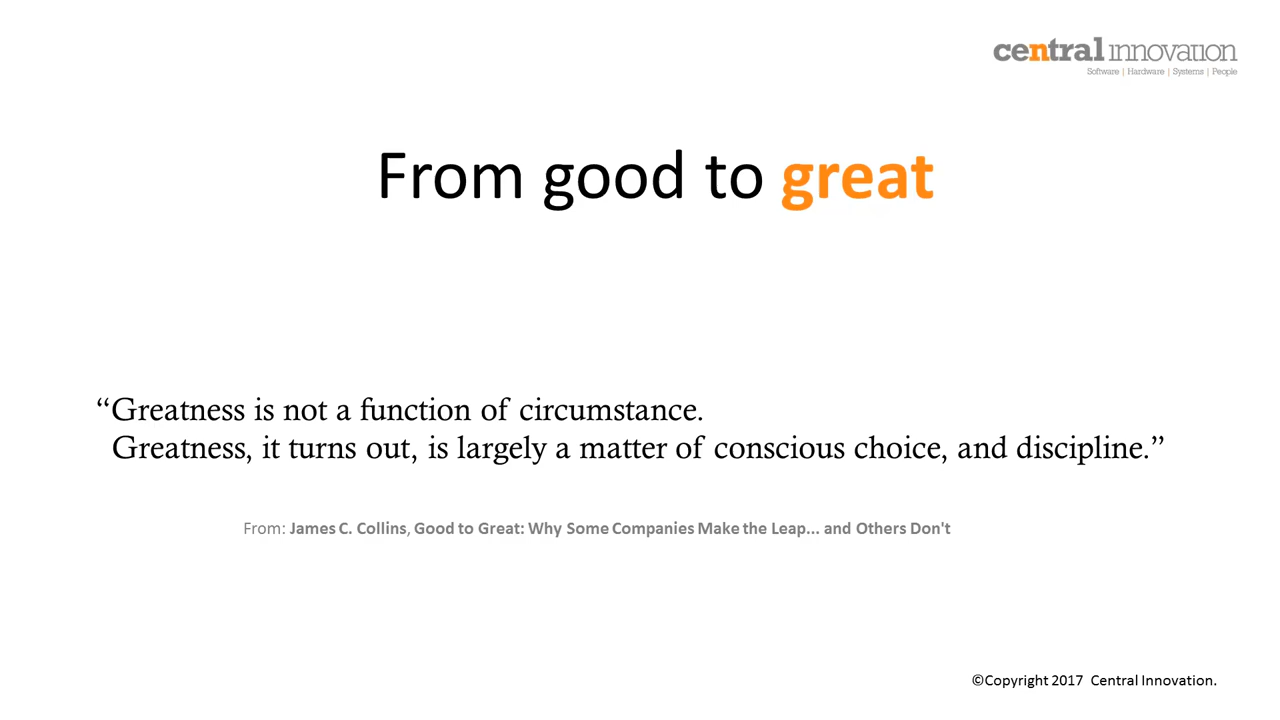 central innovation
Software | Hardware | Systems | People
From good to great
“Greatness is not a function of circumstance.
Greatness, it turns out, is largely a matter of conscious choice, and discipline.”
From: James C. Collins, Good to Great: Why Some Companies Make the Leap... and Others Don't
©Copyright 2017 Central Innovation.